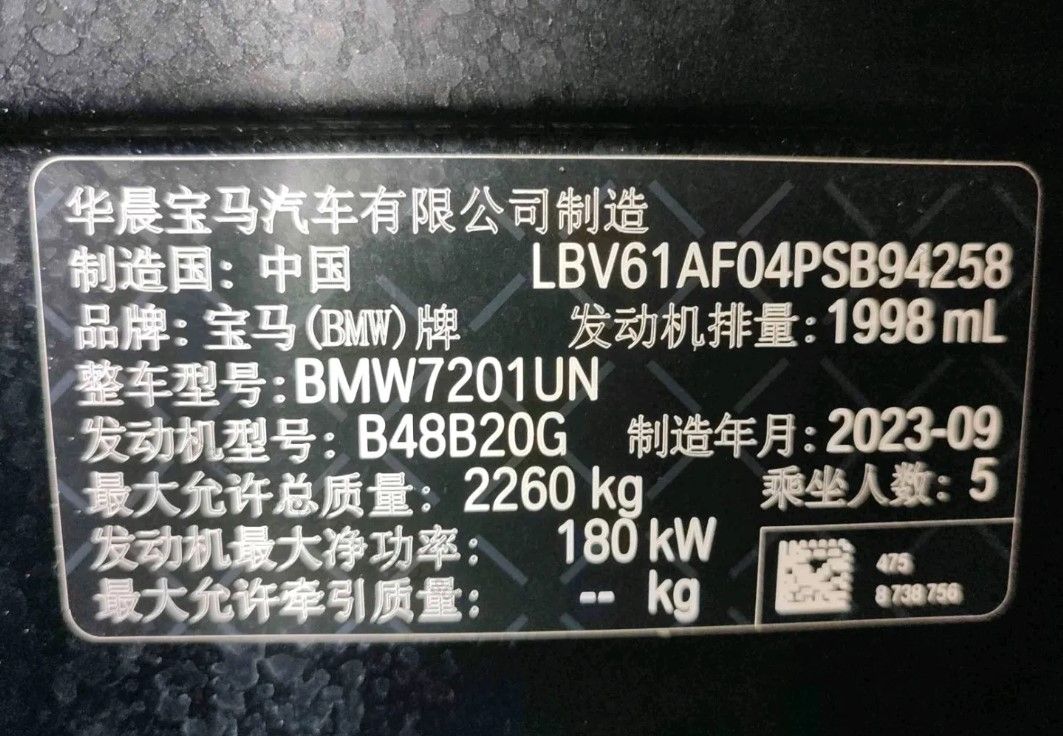 华晨宝马汽车有限公司制造
制造国: 中国 LBV61AF04PSB94258
品牌: 宝马(BMW)牌 发动机排量: 1998 mL
整车型号: BMW7201UN
发动机型号: B48B20G 制造年月: 2023-09
最大允许总质量: 2260 kg 乘坐人数: 5
发动机最大净功率: 180 kW
最大允许牵引质量: -- kg
475
8 738 756